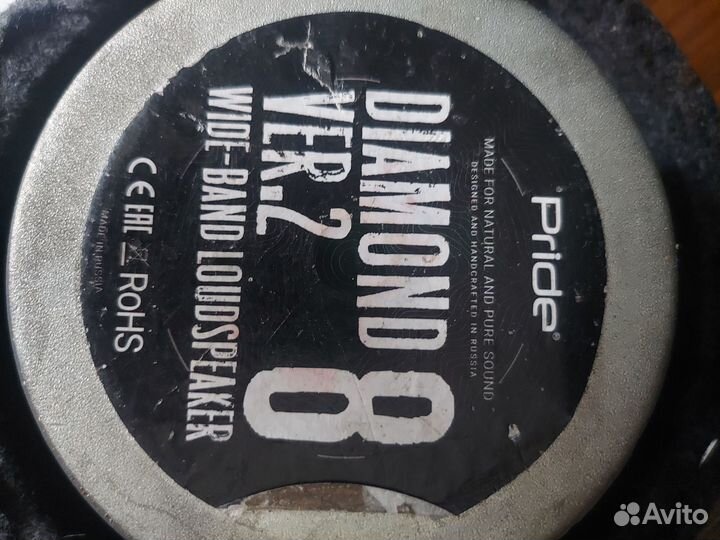 Pride®
MADE FOR NATURAL AND PURE SOUND
DESIGNED AND HANDCRAFTED IN RUSSIA
DIAMOND 8
VER.2
WIDE-BAND LOUDSPEAKER
CE EAC RoHS
MADE IN RUSSIA
Avito